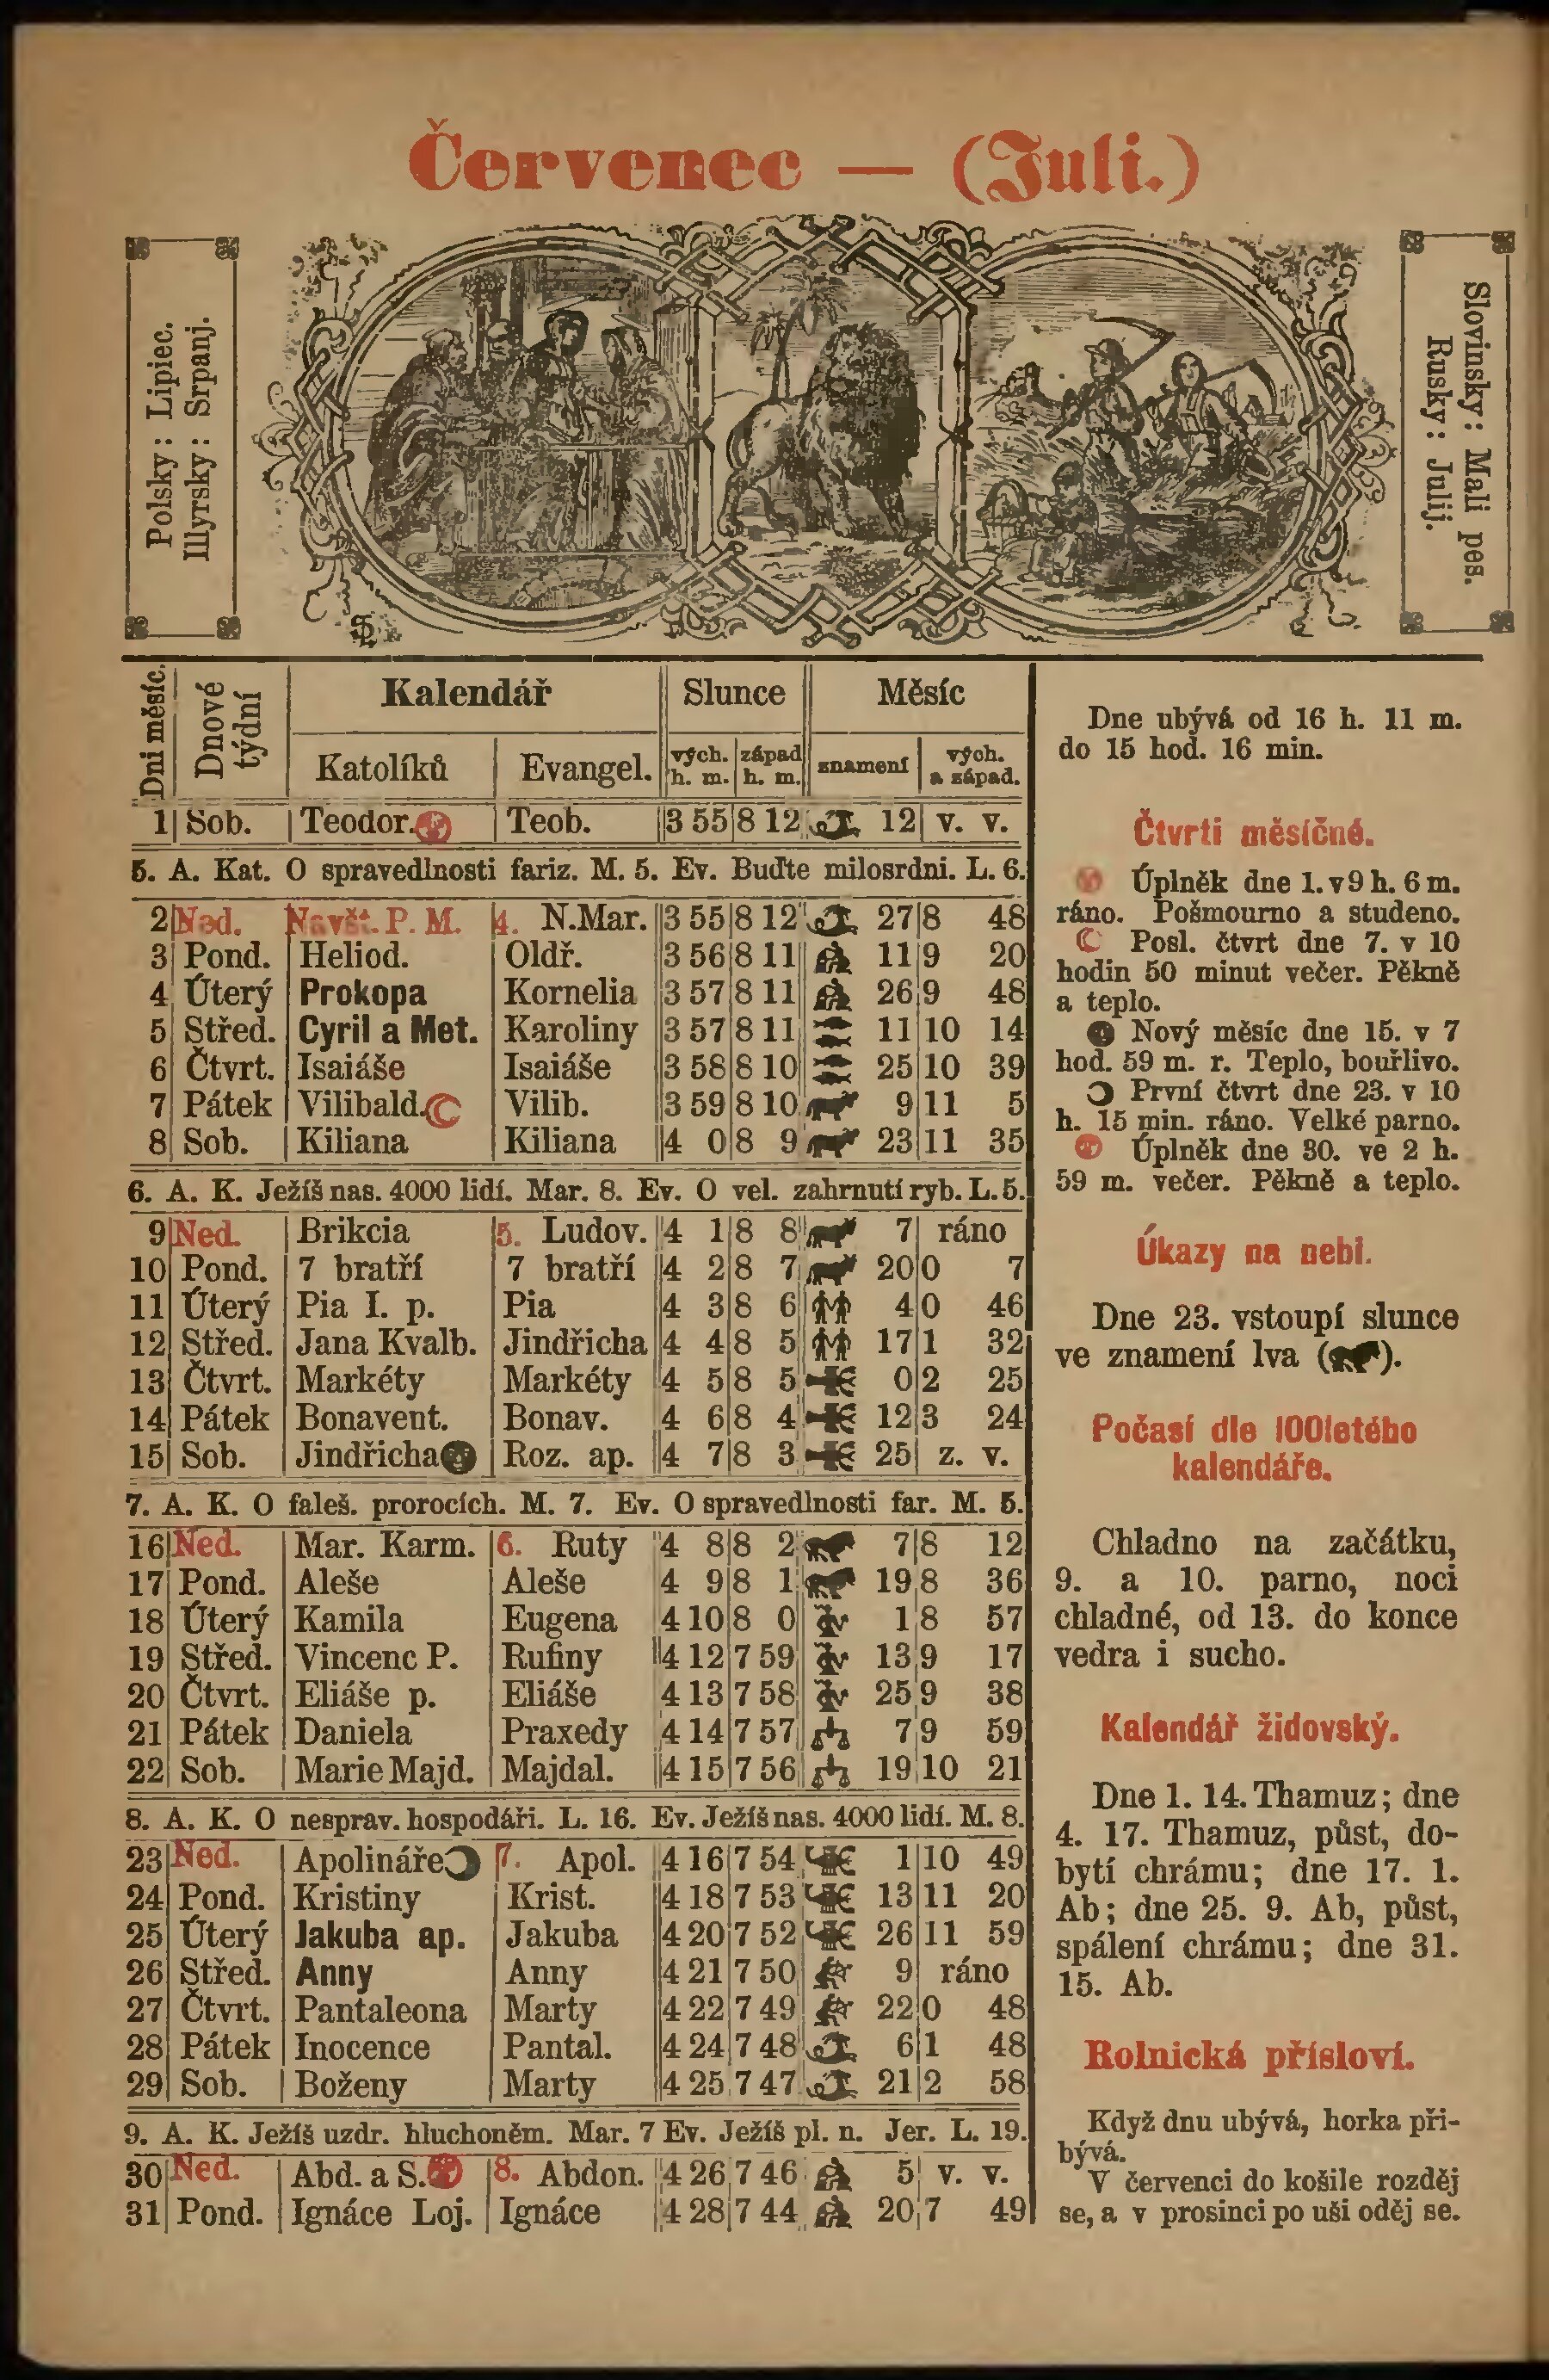 Červenec — (Juli.)
Polsky: Lipiec.
Illyrsky: Srpanj.
Slovinsky: Mali pes.
Rusky: Julij.
Dni měsíc. Dnové týdní Kalendář Slunce Měsíc
Katolíků Evangel. vých. h. m. západ h. m. znamení vých. a západ.
1 Sob. Teodor. Teob. 3 55 8 12 12 v. v.
5. A. Kat. O spravedlnosti fariz. M. 5. Ev. Buďte milosrdni. L. 6.
2 Ned. Navšt. P. M. 4. N. Mar. 3 55 8 12 27 8 48
3 Pond. Heliod. Oldř. 3 56 8 11 11 9 20
4 Úterý Prokopa Kornelia 3 57 8 11 26 9 48
5 Střed. Cyril a Met. Karoliny 3 57 8 11 11 10 14
6 Čtvrt. Isaiáše Isaiáše 3 58 8 10 25 10 39
7 Pátek Vilibald. Vilib. 3 59 8 10 9 11 5
8 Sob. Kiliana Kiliana 4 0 8 9 23 11 35
6. A. K. Ježíš nas. 4000 lidí. Mar. 8. Ev. O vel. zahrnutí ryb. L. 5.
9 Ned. Brikcia 5. Ludov. 4 1 8 8 7 ráno
10 Pond. 7 bratří 7 bratří 4 2 8 7 20 0 7
11 Úterý Pia I. p. Pia 4 3 8 6 4 0 46
12 Střed. Jana Kvalb. Jindřicha 4 4 8 5 17 1 32
13 Čtvrt. Markéty Markéty 4 5 8 5 0 2 25
14 Pátek Bonavent. Bonav. 4 6 8 4 12 3 24
15 Sob. Jindřicha Roz. ap. 4 7 8 3 25 z. v.
7. A. K. O faleš. prorocích. M. 7. Ev. O spravedlnosti far. M. 5.
16 Ned. Mar. Karm. 6. Ruty 4 8 8 2 7 8 12
17 Pond. Aleše Aleše 4 9 8 1 19 8 36
18 Úterý Kamila Eugena 4 10 8 0 1 8 57
19 Střed. Vincenc P. Rufiny 4 12 7 59 13 9 17
20 Čtvrt. Eliáše p. Eliáše 4 13 7 58 25 9 38
21 Pátek Daniela Praxedy 4 14 7 57 7 9 59
22 Sob. Marie Majd. Majdal. 4 15 7 56 19 10 21
8. A. K. O nesprav. hospodáři. L. 16. Ev. Ježíš nas. 4000 lidí. M. 8.
23 Ned. Apolináře 7. Apol. 4 16 7 54 1 10 49
24 Pond. Kristiny Krist. 4 18 7 53 13 11 20
25 Úterý Jakuba ap. Jakuba 4 20 7 52 26 11 59
26 Střed. Anny Anny 4 21 7 50 9 ráno
27 Čtvrt. Pantaleona Marty 4 22 7 49 22 0 48
28 Pátek Inocence Pantal. 4 24 7 48 6 1 48
29 Sob. Boženy Marty 4 25 7 47 21 2 58
9. A. K. Ježíš uzdr. hluchoněm. Mar. 7 Ev. Ježíš pl. n. Jer. L. 19.
30 Ned. Abd. a S. 8. Abdon. 4 26 7 46 5 v. v.
31 Pond. Ignáce Loj. Ignáce 4 28 7 44 20 7 49
Dne ubývá od 16 h. 11 m.
do 15 hod. 16 min.
Čtvrti měsíčné.
Úplněk dne 1. v 9 h. 6 m.
ráno. Pošmourno a studeno.
Posl. čtvrt dne 7. v 10
hodin 50 minut večer. Pěkně
a teplo.
Nový měsíc dne 15. v 7
hod. 59 m. r. Teplo, bouřlivo.
První čtvrt dne 23. v 10
h. 15 min. ráno. Velké parno.
Úplněk dne 30. ve 2 h.
59 m. večer. Pěkně a teplo.
Úkazy na nebi.
Dne 23. vstoupí slunce
ve znamení lva ( ).
Počasí dle 100letého
kalendáře.
Chladno na začátku,
9. a 10. parno, noci
chladné, od 13. do konce
vedra i sucho.
Kalendář židovský.
Dne 1. 14. Thamuz; dne
4. 17. Thamuz, půst, do-
bytí chrámu; dne 17. 1.
Ab; dne 25. 9. Ab, půst,
spálení chrámu; dne 31.
15. Ab.
Rolnická přísloví.
Když dnu ubývá, horka při-
bývá.
V červenci do košile rozděj
se, a v prosinci po uši oděj se.